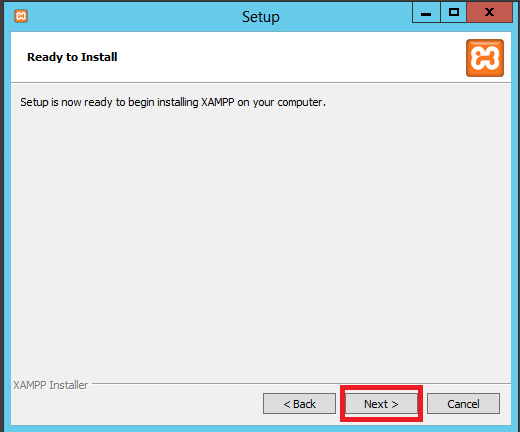 Setup
Ready to Install
Setup is now ready to begin installing XAMPP on your computer.
XAMPP Installer
< Back
Next >
Cancel